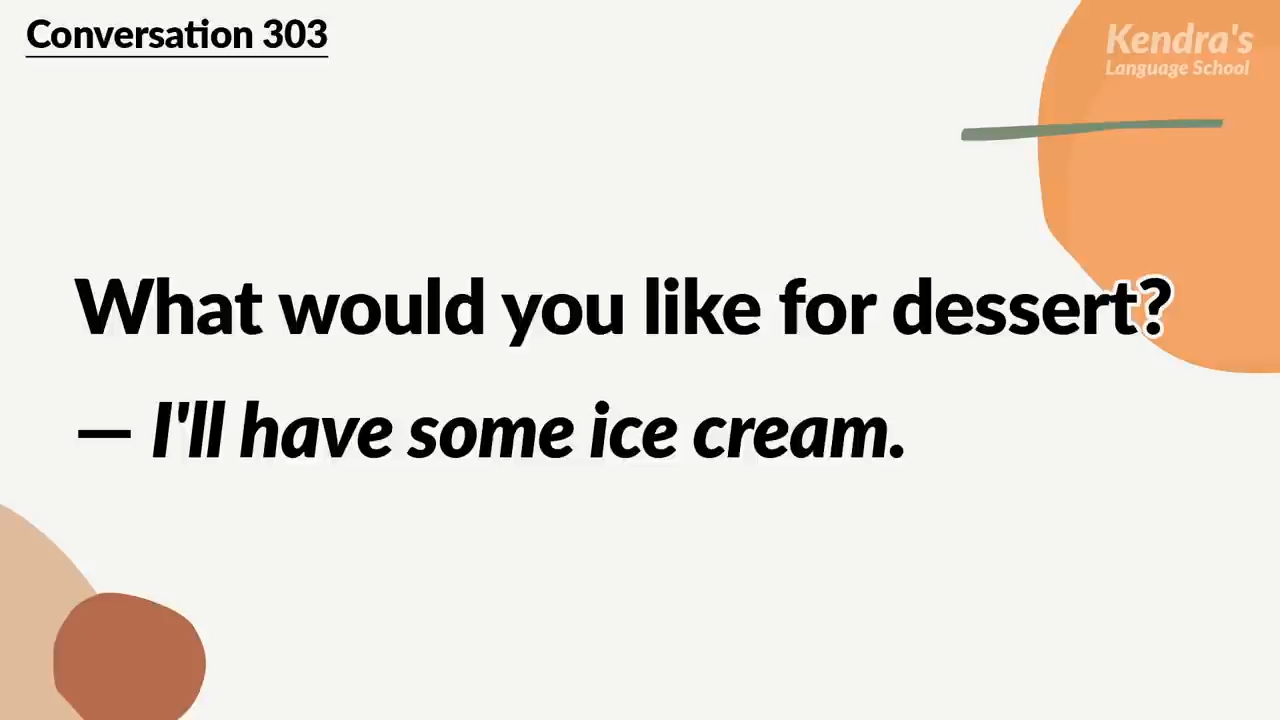 Conversation 303
Kendra's
Language School
What would you like for dessert?
— I'll have some ice cream.